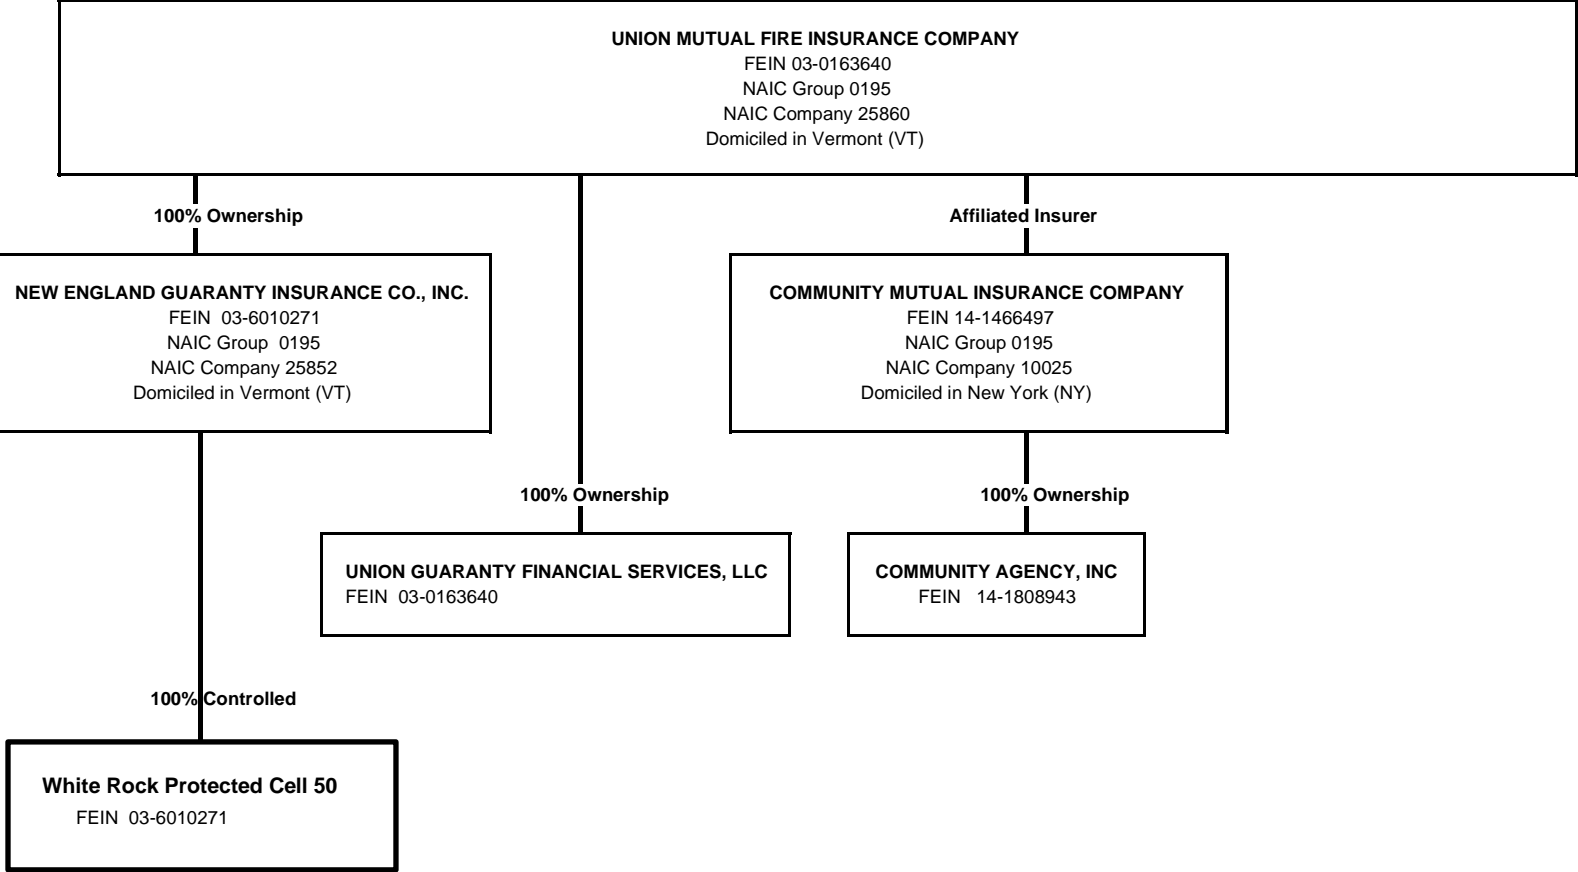 UNION MUTUAL FIRE INSURANCE COMPANY
FEIN 03-0163640
NAIC Group 0195
NAIC Company 25860
Domiciled in Vermont (VT)
100% Ownership
Affiliated Insurer
NEW ENGLAND GUARANTY INSURANCE CO., INC.
FEIN 03-6010271
NAIC Group 0195
NAIC Company 25852
Domiciled in Vermont (VT)
COMMUNITY MUTUAL INSURANCE COMPANY
FEIN 14-1466497
NAIC Group 0195
NAIC Company 10025
Domiciled in New York (NY)
100% Ownership
100% Ownership
UNION GUARANTY FINANCIAL SERVICES, LLC
FEIN 03-0163640
COMMUNITY AGENCY, INC
FEIN 14-1808943
100% Controlled
White Rock Protected Cell 50
FEIN 03-6010271